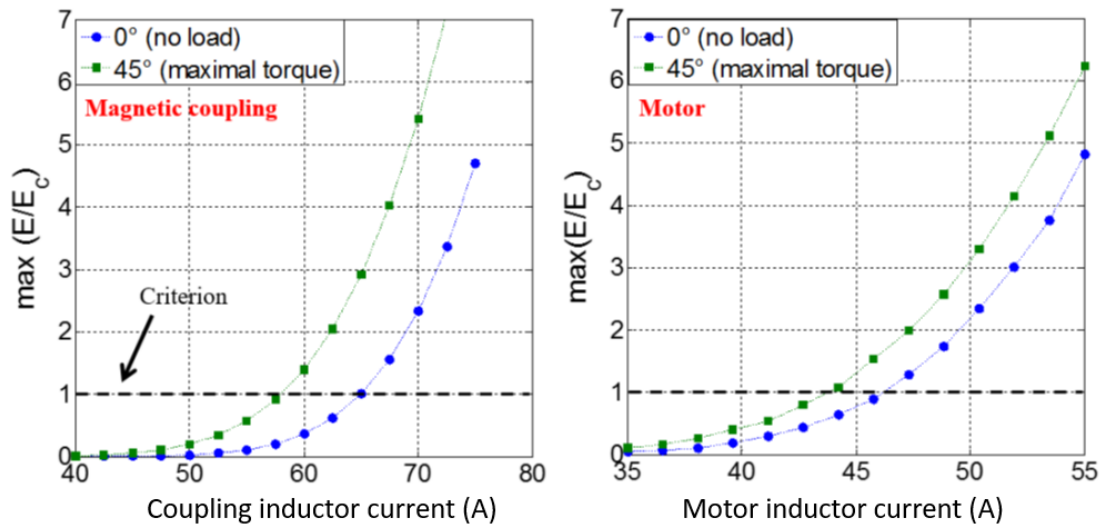 7
6
5
4
3
2
1
0
max (E/E_c)
0° (no load)
45° (maximal torque)
Magnetic coupling
Criterion
40 50 60 70 80
Coupling inductor current (A)
7
6
5
4
3
2
1
0
max(E/E_c)
0° (no load)
45° (maximal torque)
Motor
35 40 45 50 55
Motor inductor current (A)